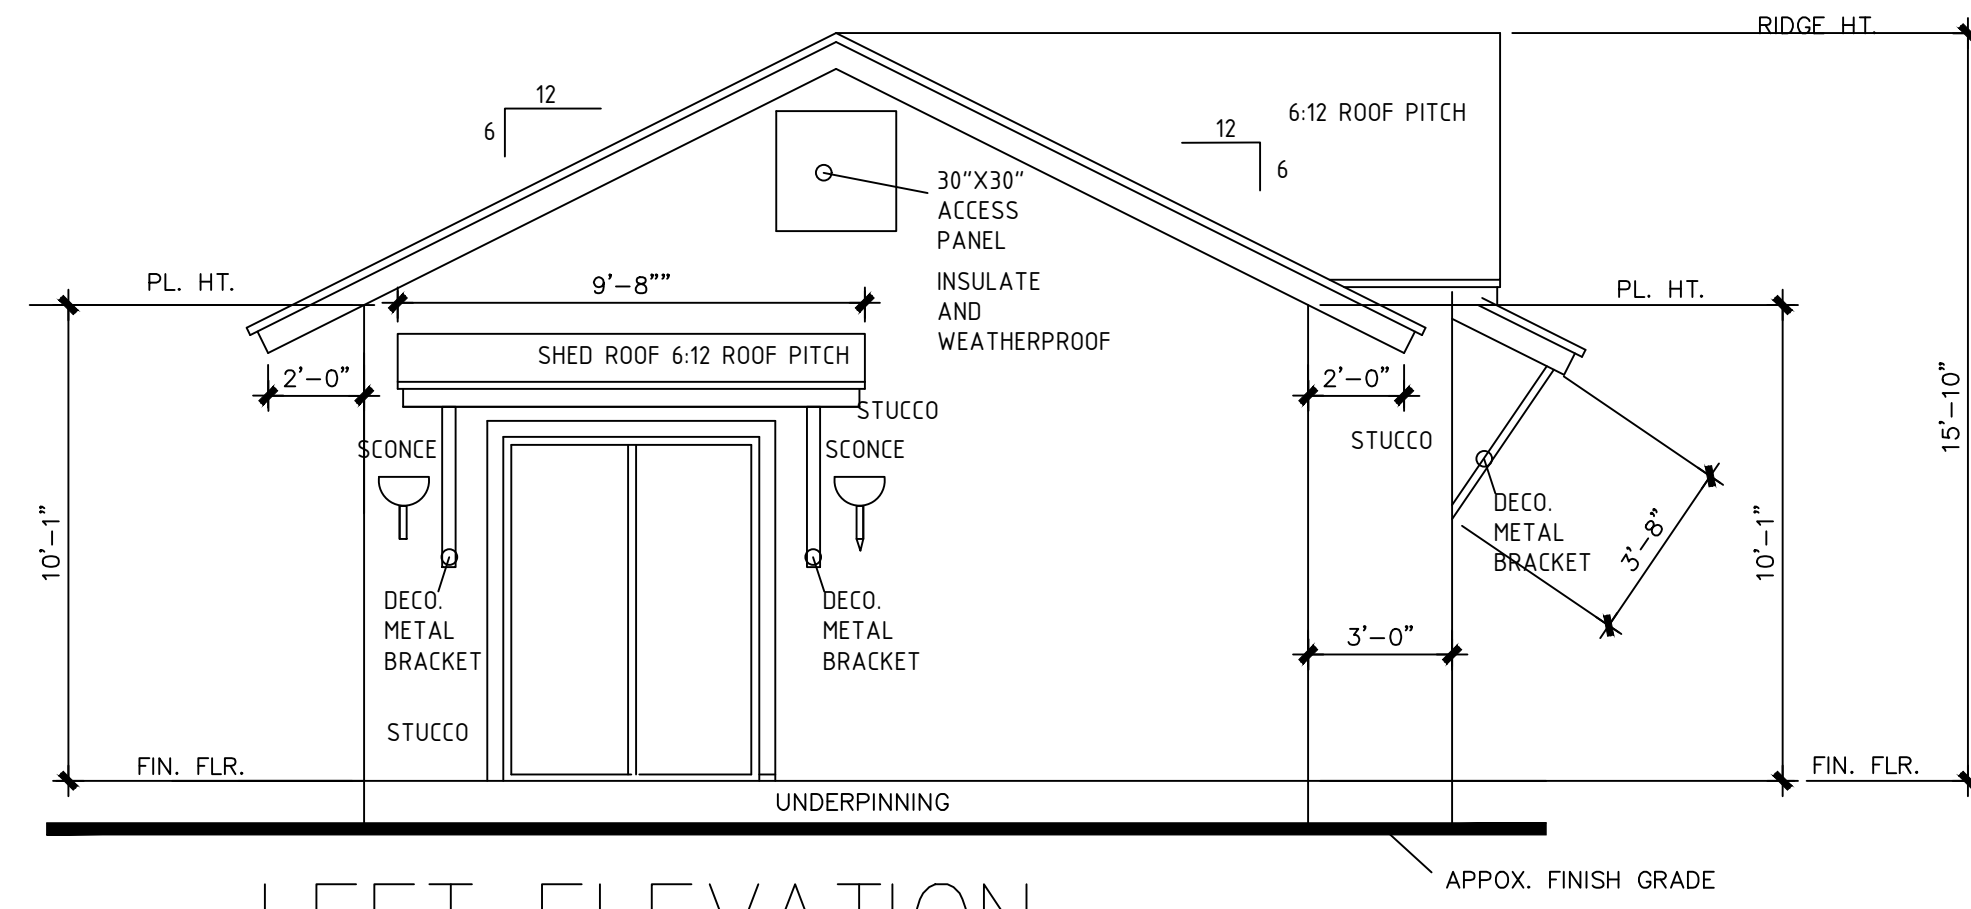 RIDGE HT.
12
6
6:12 ROOF PITCH
12
6
30"X30"
ACCESS
PANEL
INSULATE
AND
WEATHERPROOF
PL. HT.
9'-8""
PL. HT.
SHED ROOF 6:12 ROOF PITCH
2'-0"
2'-0"
15'-10"
STUCCO
SCONCE
SCONCE
STUCCO
10'-1"
DECO.
METAL
BRACKET
3'-8"
10'-1"
DECO.
METAL
BRACKET
DECO.
METAL
BRACKET
3'-0"
STUCCO
FIN. FLR.
FIN. FLR.
UNDERPINNING
APPOX. FINISH GRADE
LEFT ELEVATION